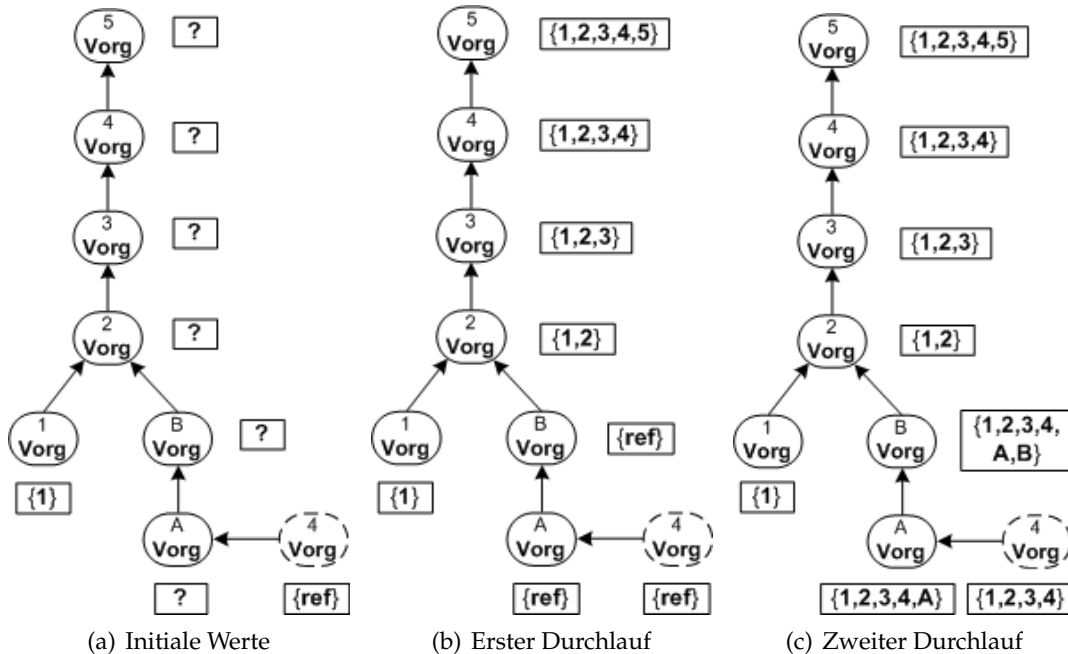 5
Vorg
?
4
Vorg
?
3
Vorg
?
2
Vorg
?
1
Vorg
{1}
B
Vorg
?
A
Vorg
?
4
Vorg
{ref}
(a) Initiale Werte
5
Vorg
{1,2,3,4,5}
4
Vorg
{1,2,3,4}
3
Vorg
{1,2,3}
2
Vorg
{1,2}
1
Vorg
{1}
B
Vorg
{ref}
A
Vorg
{ref}
4
Vorg
{ref}
(b) Erster Durchlauf
5
Vorg
{1,2,3,4,5}
4
Vorg
{1,2,3,4}
3
Vorg
{1,2,3}
2
Vorg
{1,2}
1
Vorg
{1}
B
Vorg
{1,2,3,4,
A,B}
A
Vorg
{1,2,3,4,A}
4
Vorg
{1,2,3,4}
(c) Zweiter Durchlauf